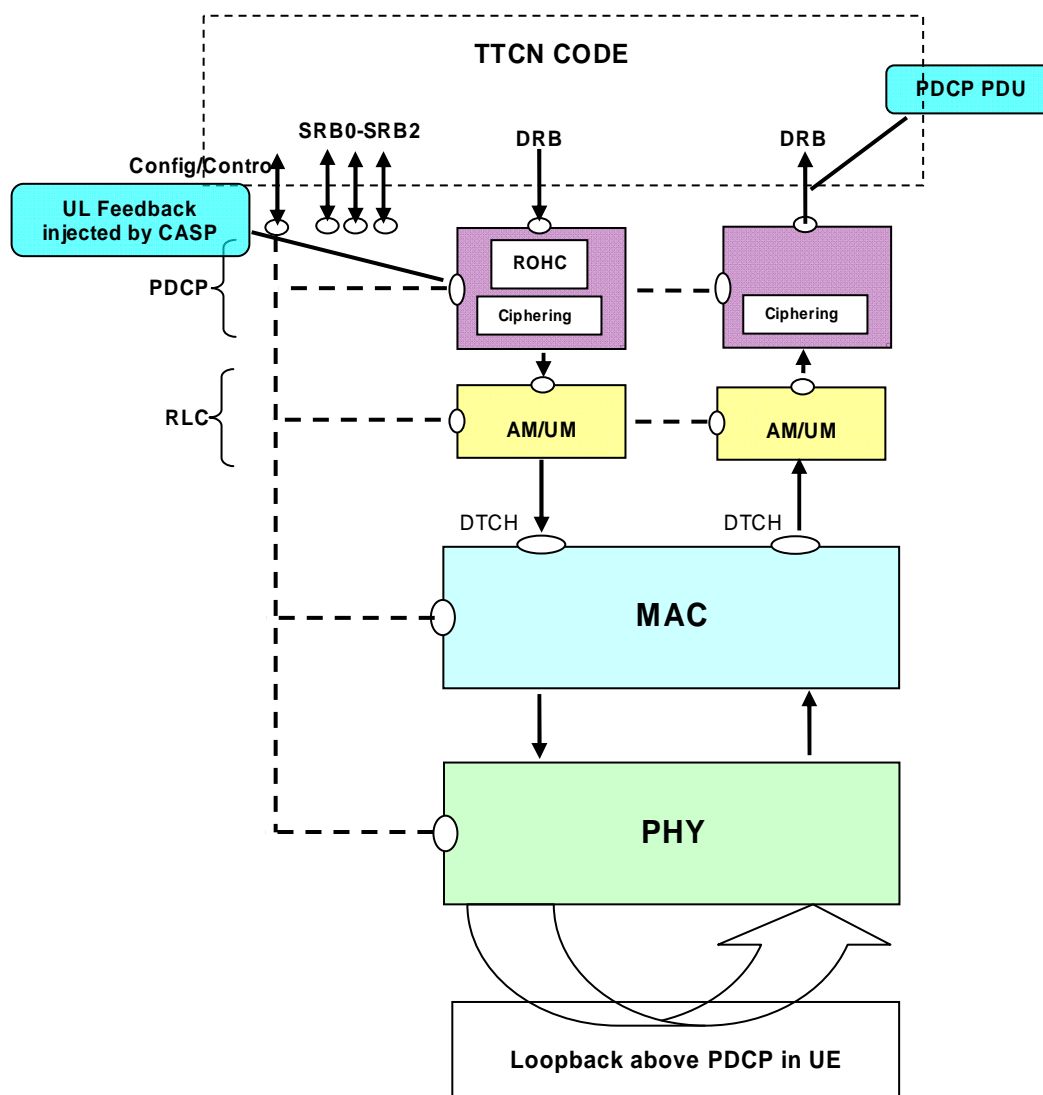 TTCN CODE
PDCP PDU
SRB0-SRB2
DRB
DRB
Config/Contro
UL Feedback
injected by CASP
ROHC
PDCP
Ciphering
Ciphering
RLC
AM/UM
AM/UM
DTCH
DTCH
MAC
PHY
Loopback above PDCP in UE